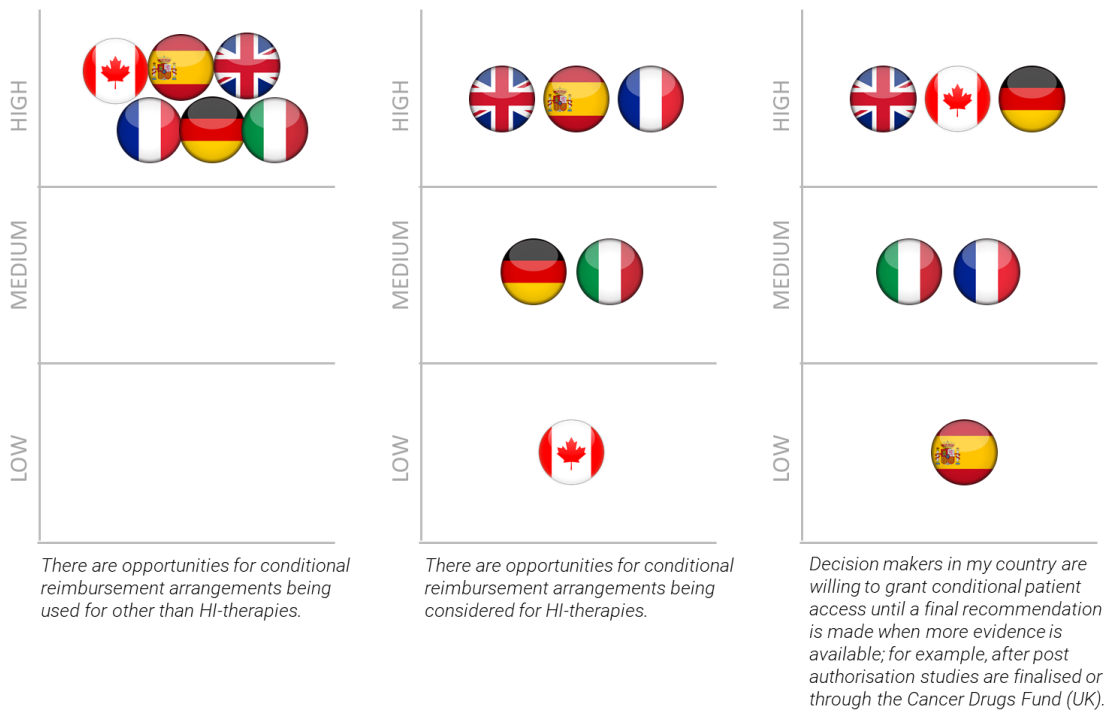 HIGH
MEDIUM
LOW
There are opportunities for conditional
reimbursement arrangements being
used for other than HI-therapies.
HIGH
MEDIUM
LOW
There are opportunities for conditional
reimbursement arrangements being
considered for HI-therapies.
HIGH
MEDIUM
LOW
Decision makers in my country are
willing to grant conditional patient
access until a final recommendation
is made when more evidence is
available; for example, after post
authorisation studies are finalised or
through the Cancer Drugs Fund (UK).